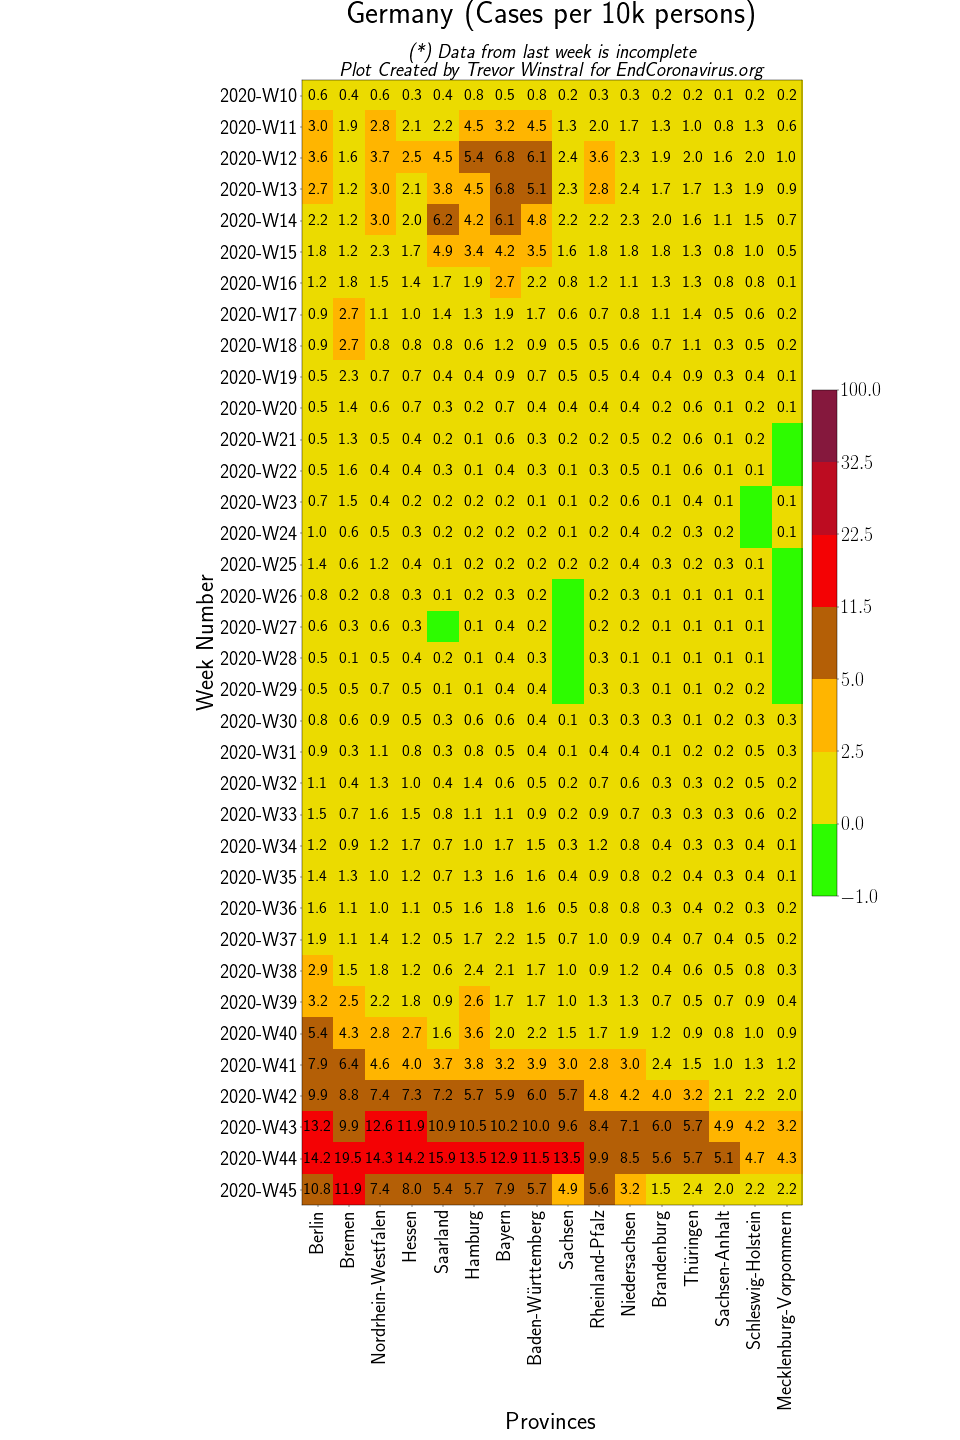 Germany (Cases per 10k persons)
(*) Data from last week is incomplete
Plot Created by Trevor Winstral for EndCoronavirus.org
2020-W10 0.6 0.4 0.6 0.3 0.4 0.8 0.5 0.8 0.2 0.3 0.3 0.2 0.2 0.1 0.2 0.2
2020-W11 3.0 1.9 2.8 2.1 2.2 4.5 3.2 4.5 1.3 2.0 1.7 1.3 1.0 0.8 1.3 0.6
2020-W12 3.6 1.6 3.7 2.5 4.5 5.4 6.8 6.1 2.4 3.6 2.3 1.9 2.0 1.6 2.0 1.0
2020-W13 2.7 1.2 3.0 2.1 3.8 4.5 6.8 5.1 2.3 2.8 2.4 1.7 1.7 1.3 1.9 0.9
2020-W14 2.2 1.2 3.0 2.0 6.2 4.2 6.1 4.8 2.2 2.2 2.3 2.0 1.6 1.1 1.5 0.7
2020-W15 1.8 1.2 2.3 1.7 4.9 3.4 4.2 3.5 1.6 1.8 1.8 1.8 1.3 0.8 1.0 0.5
2020-W16 1.2 1.8 1.5 1.4 1.7 1.9 2.7 2.2 0.8 1.2 1.1 1.3 1.3 0.8 0.8 0.1
2020-W17 0.9 2.7 1.1 1.0 1.4 1.3 1.9 1.7 0.6 0.7 0.8 1.1 1.4 0.5 0.6 0.2
2020-W18 0.9 2.7 0.8 0.8 0.8 0.6 1.2 0.9 0.5 0.5 0.6 0.7 1.1 0.3 0.5 0.2
2020-W19 0.5 2.3 0.7 0.7 0.4 0.4 0.9 0.7 0.5 0.5 0.4 0.4 0.9 0.3 0.4 0.1
2020-W20 0.5 1.4 0.6 0.7 0.3 0.2 0.7 0.4 0.4 0.4 0.4 0.2 0.6 0.1 0.2 0.1
2020-W21 0.5 1.3 0.5 0.4 0.2 0.1 0.6 0.3 0.2 0.2 0.5 0.2 0.6 0.1 0.2
2020-W22 0.5 1.6 0.4 0.4 0.3 0.1 0.4 0.3 0.1 0.3 0.5 0.1 0.6 0.1 0.1
2020-W23 0.7 1.5 0.4 0.2 0.2 0.2 0.2 0.1 0.1 0.2 0.6 0.1 0.4 0.1 0.1
2020-W24 1.0 0.6 0.5 0.3 0.2 0.2 0.2 0.2 0.1 0.2 0.4 0.2 0.3 0.2 0.1
2020-W25 1.4 0.6 1.2 0.4 0.1 0.2 0.2 0.2 0.2 0.2 0.4 0.3 0.2 0.3 0.1
2020-W26 0.8 0.2 0.8 0.3 0.1 0.2 0.3 0.2 0.2 0.3 0.1 0.1 0.1 0.1
2020-W27 0.6 0.3 0.6 0.3 0.1 0.4 0.2 0.2 0.2 0.1 0.1 0.1 0.1
2020-W28 0.5 0.1 0.5 0.4 0.2 0.1 0.4 0.3 0.3 0.1 0.1 0.1 0.1 0.1
2020-W29 0.5 0.5 0.7 0.5 0.1 0.1 0.4 0.4 0.3 0.3 0.1 0.1 0.2 0.2
2020-W30 0.8 0.6 0.9 0.5 0.3 0.6 0.6 0.4 0.1 0.3 0.3 0.3 0.1 0.2 0.3 0.3
2020-W31 0.9 0.3 1.1 0.8 0.3 0.8 0.5 0.4 0.1 0.4 0.4 0.1 0.2 0.2 0.5 0.3
2020-W32 1.1 0.4 1.3 1.0 0.4 1.4 0.6 0.5 0.2 0.7 0.6 0.3 0.3 0.2 0.5 0.2
2020-W33 1.5 0.7 1.6 1.5 0.8 1.1 1.1 0.9 0.2 0.9 0.7 0.3 0.3 0.3 0.6 0.2
2020-W34 1.2 0.9 1.2 1.7 0.7 1.0 1.7 1.5 0.3 1.2 0.8 0.4 0.3 0.3 0.4 0.1
2020-W35 1.4 1.3 1.0 1.2 0.7 1.3 1.6 1.6 0.4 0.9 0.8 0.2 0.4 0.3 0.4 0.1
2020-W36 1.6 1.1 1.0 1.1 0.5 1.6 1.8 1.6 0.5 0.8 0.8 0.3 0.4 0.2 0.3 0.2
2020-W37 1.9 1.1 1.4 1.2 0.5 1.7 2.2 1.5 0.7 1.0 0.9 0.4 0.7 0.4 0.5 0.2
2020-W38 2.9 1.5 1.8 1.2 0.6 2.4 2.1 1.7 1.0 0.9 1.2 0.4 0.6 0.5 0.8 0.3
2020-W39 3.2 2.5 2.2 1.8 0.9 2.6 1.7 1.7 1.0 1.3 1.3 0.7 0.5 0.7 0.9 0.4
2020-W40 5.4 4.3 2.8 2.7 1.6 3.6 2.0 2.2 1.5 1.7 1.9 1.2 0.9 0.8 1.0 0.9
2020-W41 7.9 6.4 4.6 4.0 3.7 3.8 3.2 3.9 3.0 2.8 3.0 2.4 1.5 1.0 1.3 1.2
2020-W42 9.9 8.8 7.4 7.3 7.2 5.7 5.9 6.0 5.7 4.8 4.2 4.0 3.2 2.1 2.2 2.0
2020-W43 13.2 9.9 12.6 11.9 10.9 10.5 10.2 10.0 9.6 8.4 7.1 6.0 5.7 4.9 4.2 3.2
2020-W44 14.2 19.5 14.3 14.2 15.9 13.5 12.9 11.5 13.5 9.9 8.5 5.6 5.7 5.1 4.7 4.3
2020-W45 10.8 11.9 7.4 8.0 5.4 5.7 7.9 5.7 4.9 5.6 3.2 1.5 2.4 2.0 2.2 2.2
Week Number
Berlin
Bremen
Nordrhein-Westfalen
Hessen
Saarland
Hamburg
Bayern
Baden-Württemberg
Sachsen
Rheinland-Pfalz
Niedersachsen
Brandenburg
Thüringen
Sachsen-Anhalt
Schleswig-Holstein
Mecklenburg-Vorpommern
Provinces
100.0
32.5
22.5
11.5
5.0
2.5
0.0
−1.0